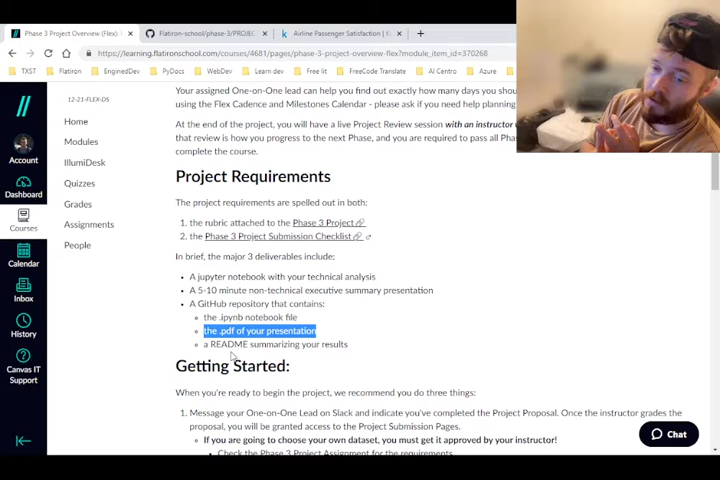 Phase 3 Project Overview (Flex):
Flatiron-school/phase-3/PROJEC
Airline Passenger Satisfaction | K
https://learning.flatironschool.com/courses/4681/pages/phase-3-project-overview-flex?module_item_id=370268
TXST
Flatiron
EngineedDev
PyDocs
WebDev
Learn dev
Free lit
FreeCode Translate
AI Centro
Azure
12-21-FLEX-DS
Home
Modules
IllumiDesk
Quizzes
Grades
Assignments
People
Account
Dashboard
Courses
Calendar
Inbox
History
Canvas IT
Support
Your assigned One-on-One lead can help you find out exactly how many days you shou
using the Flex Cadence and Milestones Calendar - please ask if you need help planning
At the end of the project, you will have a live Project Review session with an instructor
that review is how you progress to the next Phase, and you are required to pass all Phas
complete the course.
Project Requirements
The project requirements are spelled out in both:
1. the rubric attached to the Phase 3 Project
2. the Phase 3 Project Submission Checklist
In brief, the major 3 deliverables include:
• A jupyter notebook with your technical analysis
• A 5-10 minute non-technical executive summary presentation
• A GitHub repository that contains:
◦ the .ipynb notebook file
◦ the .pdf of your presentation
◦ a README summarizing your results
Getting Started:
When you're ready to begin the project, we recommend you do three things:
1. Message your One-on-One Lead on Slack and indicate you've completed the Project Proposal. Once the instructor grades the
proposal, you will be granted access to the Project Submission Pages.
◦ If you are going to choose your own dataset, you must get it approved by your instructor!
▪ Check the Phase 3 Project Assignment for the requirements.
Chat